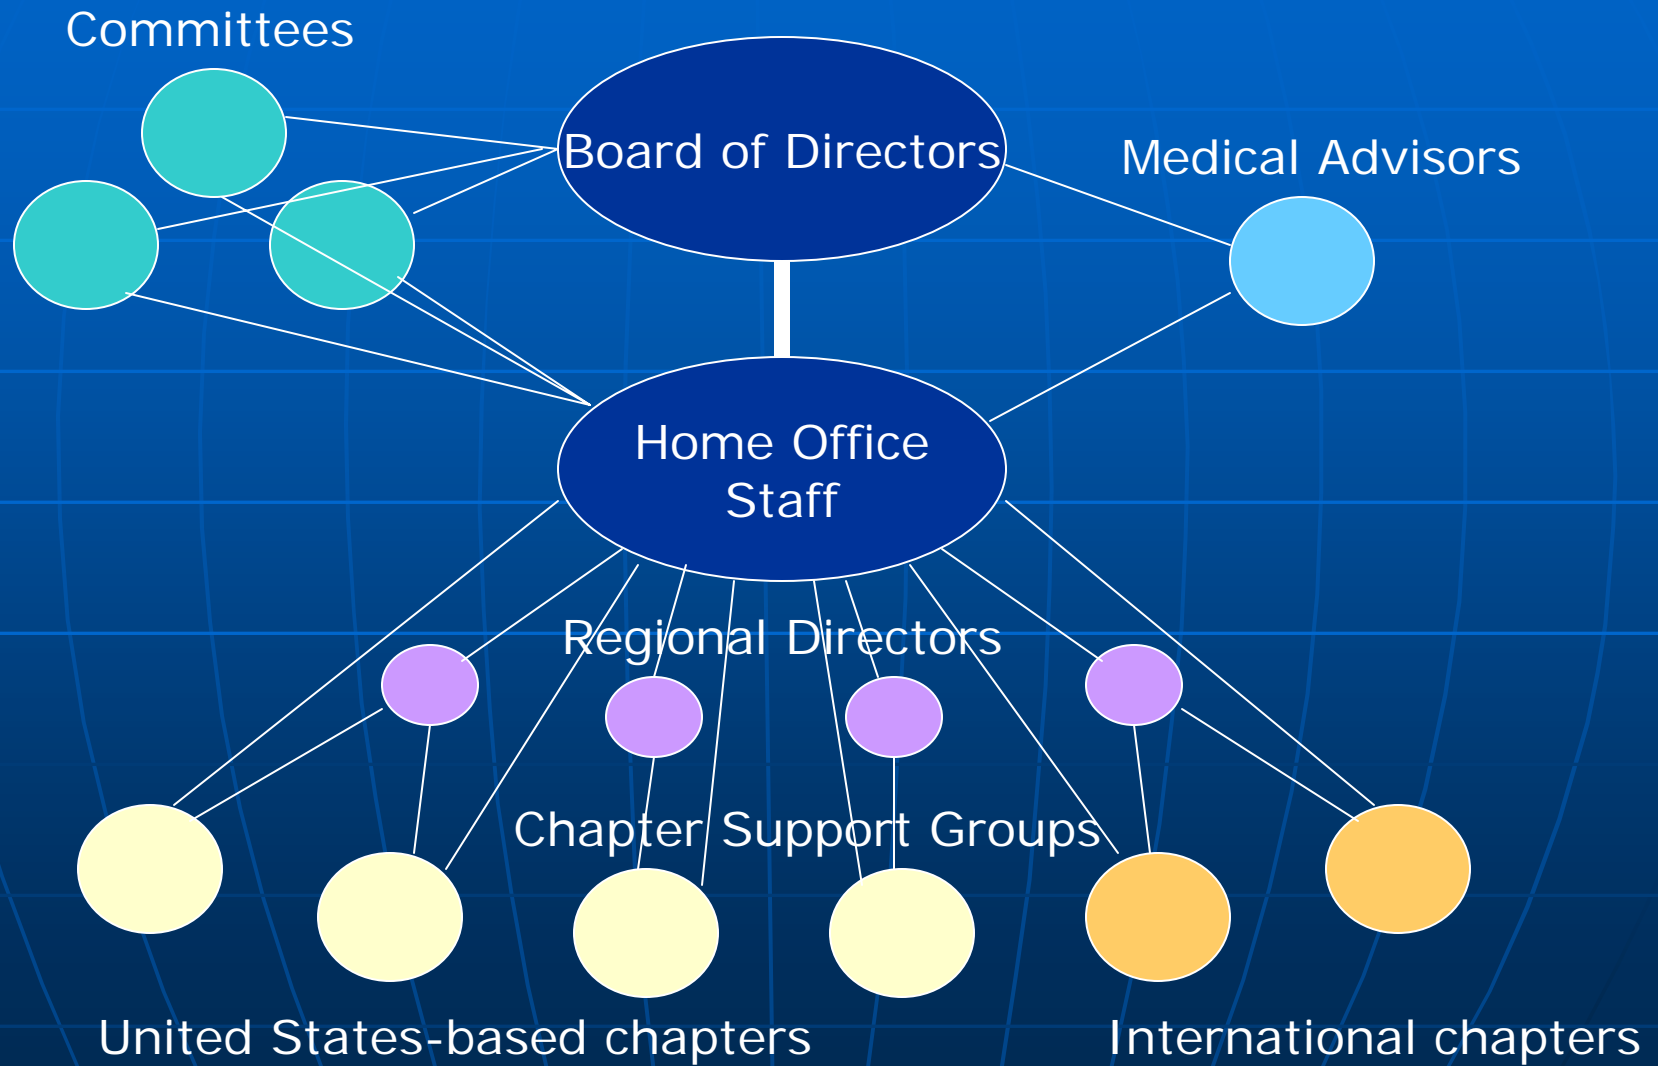 Committees
Board of Directors
Medical Advisors
Home Office
Staff
Regional Directors
Chapter Support Groups
United States-based chapters
International chapters